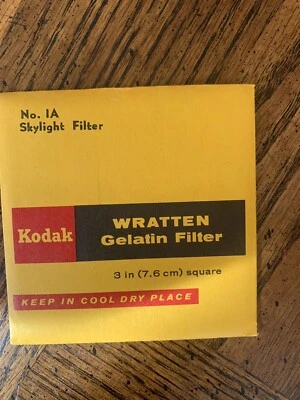 No. 1A
Skylight Filter
Kodak
WRATTEN
Gelatin Filter
3 in (7.6 cm) square
KEEP IN COOL DRY PLACE